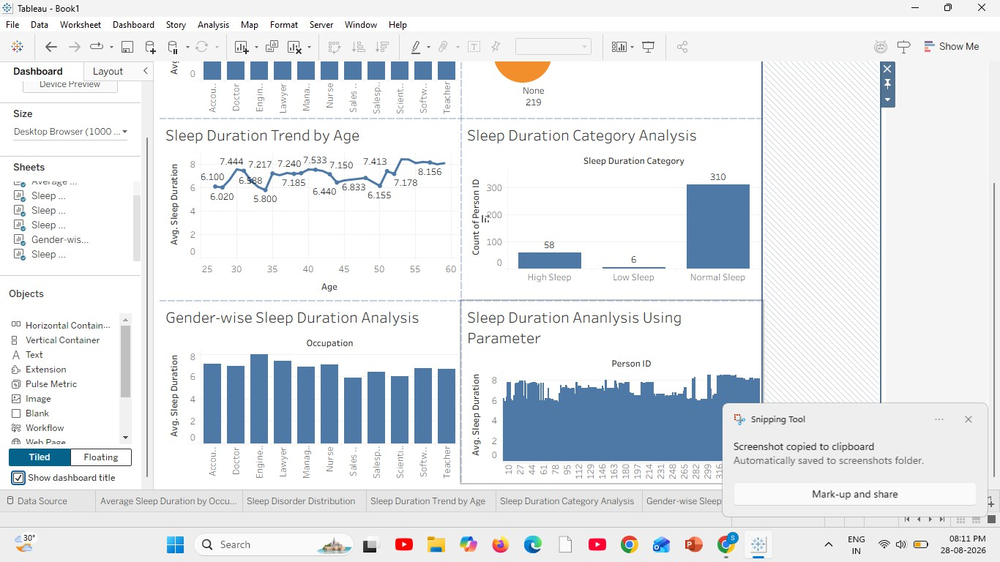 Tableau - Book1
File Data Worksheet Dashboard Story Analysis Map Format Server Window Help
Show Me
Dashboard
Layout
Device Preview
Size
Desktop Browser (1000 ...
Sheets
Average ...
Sleep ...
Sleep ...
Sleep ...
Gender-wis...
Sleep ...
Objects
Horizontal Contain...
Vertical Container
Text
Extension
Pulse Metric
Image
Blank
Workflow
Web Page
Tiled
Floating
Show dashboard title
0
Accou..
Doctor
Engin..
Lawyer
Mana..
Nurse
Sales ..
Salesp..
Scient..
Softw..
Teacher
None
219
Sleep Duration Trend by Age
Avg. Sleep Duration
8
6
4
2
0
6.100
6.020
7.444
6.588
7.217
5.800
7.240
7.185
7.533
6.440
7.150
6.833
7.413
6.155
7.178
8.156
25 30 35 40 45 50 55 60
Age
Sleep Duration Category Analysis
Sleep Duration Category
Count of Person ID
300
200
100
0
58
6
310
High Sleep
Low Sleep
Normal Sleep
Gender-wise Sleep Duration Analysis
Occupation
Avg. Sleep Duration
8
6
4
2
0
Accou..
Doctor
Engine..
Lawyer
Manag..
Nurse
Sales ..
Salesp..
Scienti..
Softw..
Teacher
Sleep Duration Ananlysis Using
Parameter
Person ID
Avg. Sleep Duration
8
6
4
2
0
10 27 44 61 78 95 112 129 146 163 180 197 214 231 248 265 282 299 316
Snipping Tool
Screenshot copied to clipboard
Automatically saved to screenshots folder.
Mark-up and share
Data Source
Average Sleep Duration by Occu...
Sleep Disorder Distribution
Sleep Duration Trend by Age
Sleep Duration Category Analysis
Gender-wise Sleep
30°
Search
ENG
IN
08:11 PM
28-08-2026